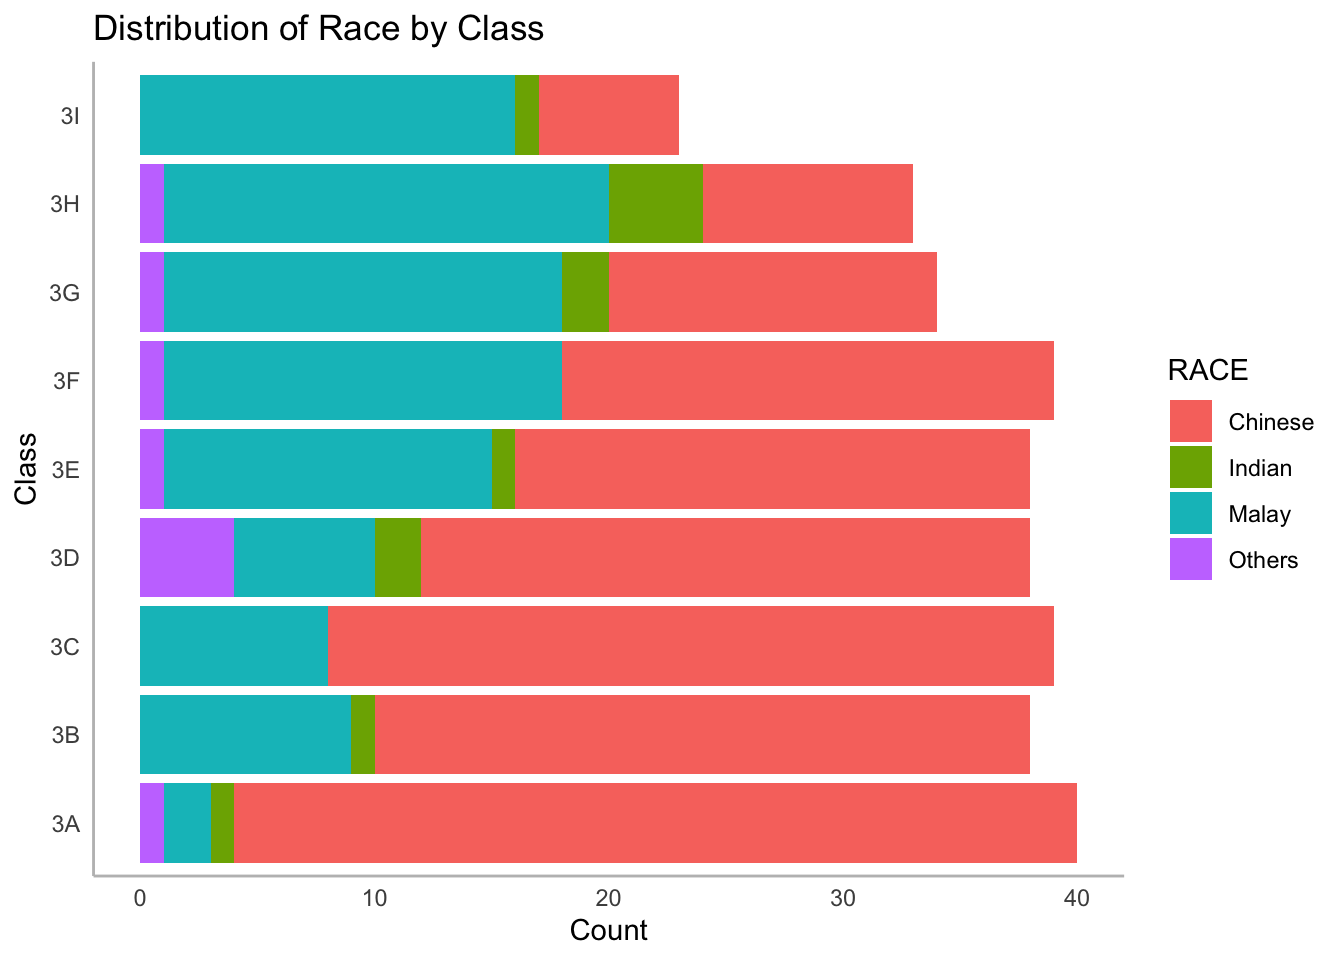 Distribution of Race by Class
3I
3H
3G
3F
3E
3D
3C
3B
3A
Class
0 10 20 30 40
Count
RACE
Chinese
Indian
Malay
Others